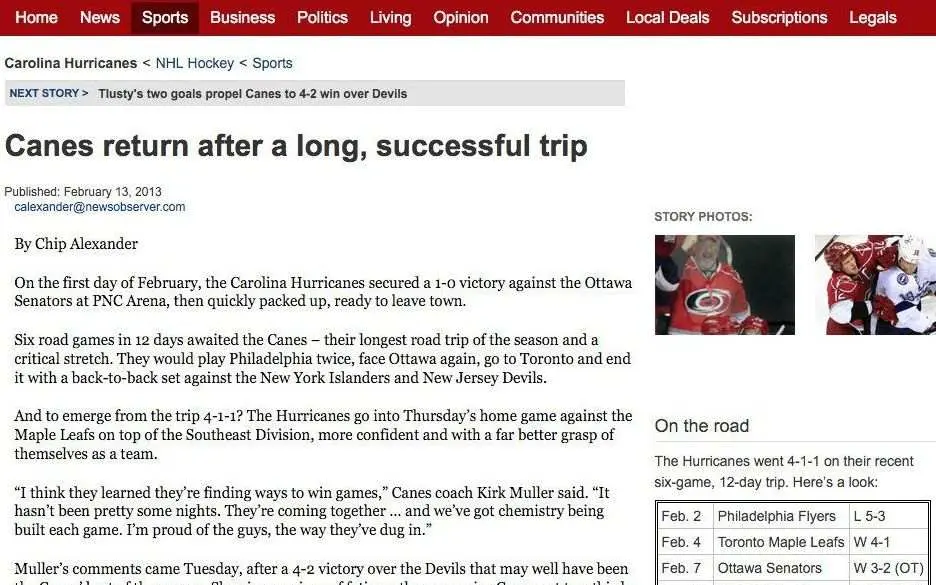 Home News Sports Business Politics Living Opinion Communities Local Deals Subscriptions Legals
Carolina Hurricanes < NHL Hockey < Sports
NEXT STORY > Tlusty's two goals propel Canes to 4-2 win over Devils
Canes return after a long, successful trip
Published: February 13, 2013
calexander@newsobserver.com
By Chip Alexander
On the first day of February, the Carolina Hurricanes secured a 1-0 victory against the Ottawa
Senators at PNC Arena, then quickly packed up, ready to leave town.
Six road games in 12 days awaited the Canes – their longest road trip of the season and a
critical stretch. They would play Philadelphia twice, face Ottawa again, go to Toronto and end
it with a back-to-back set against the New York Islanders and New Jersey Devils.
And to emerge from the trip 4-1-1? The Hurricanes go into Thursday’s home game against the
Maple Leafs on top of the Southeast Division, more confident and with a far better grasp of
themselves as a team.
“I think they learned they’re finding ways to win games,” Canes coach Kirk Muller said. “It
hasn’t been pretty some nights. They’re coming together ... and we’ve got chemistry being
built each game. I’m proud of the guys, the way they’ve dug in.”
Muller’s comments came Tuesday, after a 4-2 victory over the Devils that may well have been
STORY PHOTOS:
On the road
The Hurricanes went 4-1-1 on their recent
six-game, 12-day trip. Here’s a look:
Feb. 2 Philadelphia Flyers L 5-3
Feb. 4 Toronto Maple Leafs W 4-1
Feb. 7 Ottawa Senators W 3-2 (OT)